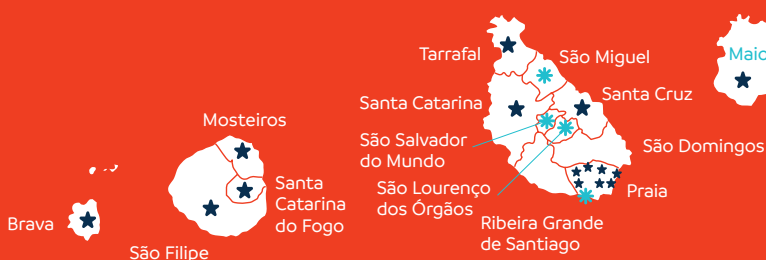 Tarrafal
São Miguel
Maio
Santa Catarina
Santa Cruz
Mosteiros
São Salvador
do Mundo
São Domingos
São Lourenço
dos Órgãos
Praia
Santa
Catarina
do Fogo
Brava
Ribeira Grande
de Santiago
São Filipe